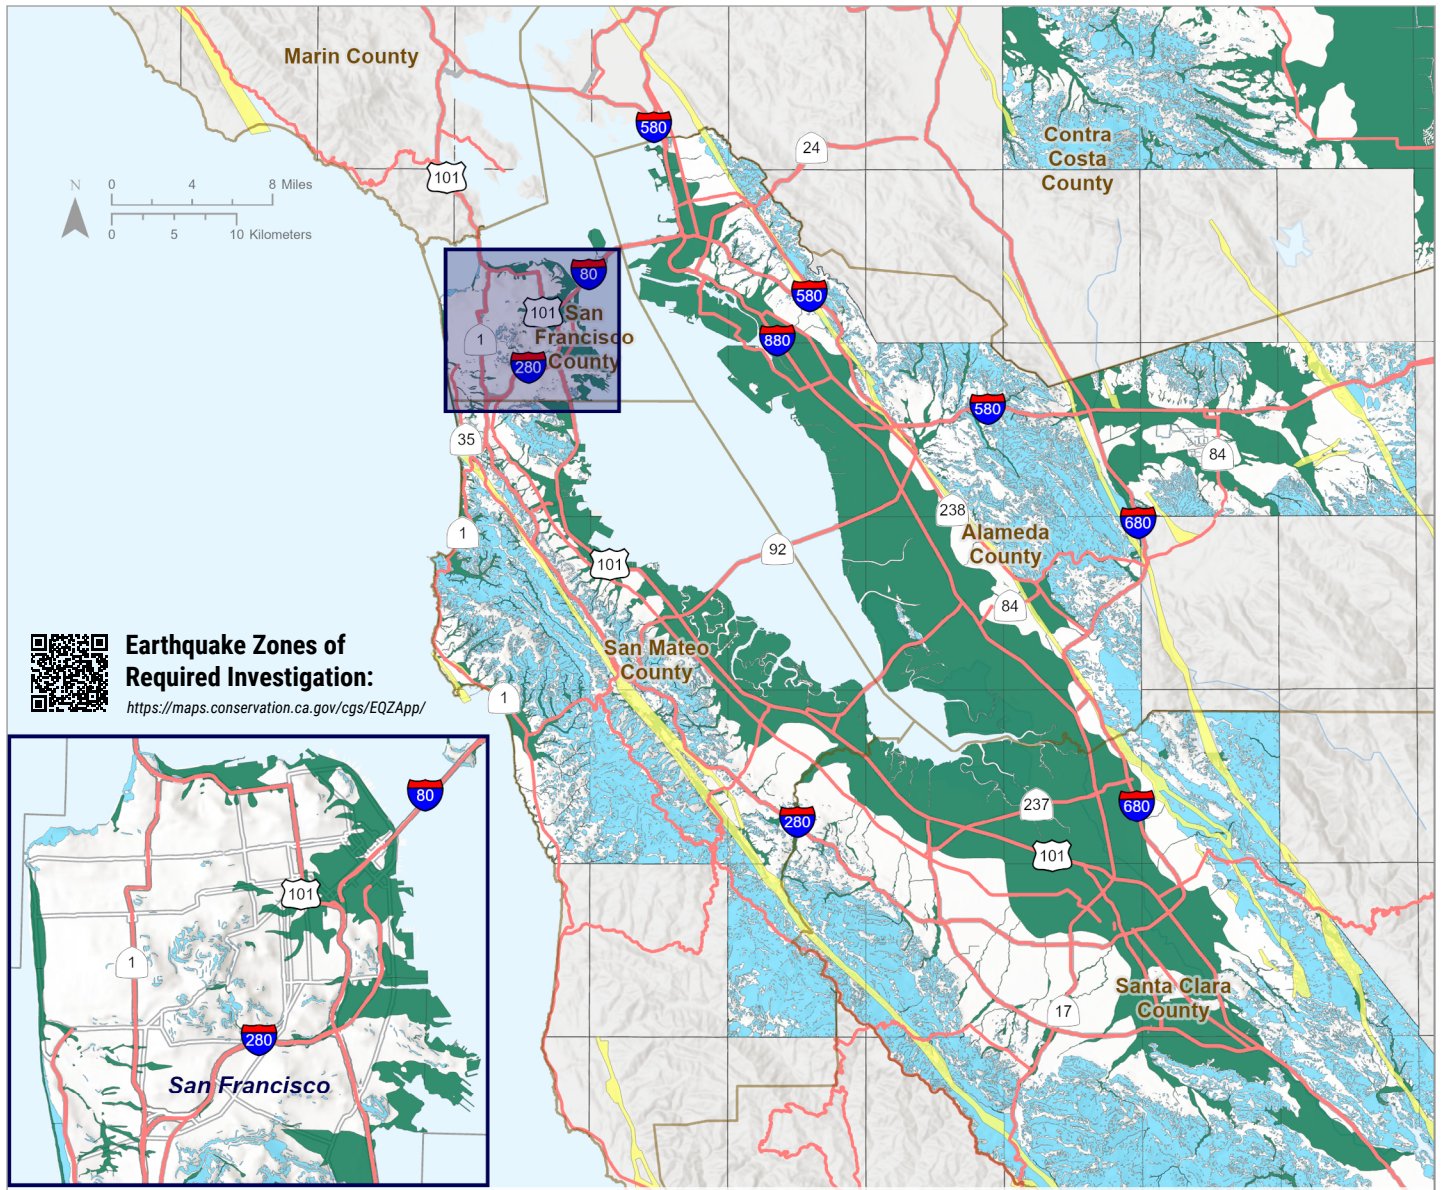 Marin County
580
24
Contra
Costa
County
101
N
0 4 8 Miles
0 5 10 Kilometers
80
580
101
San
Francisco
County
1
880
280
580
35
84
238
680
1
92
Alameda
County
101
84
San Mateo
County
Earthquake Zones of
Required Investigation:
https://maps.conservation.ca.gov/cgs/EQZApp/
1
80
237
680
280
101
101
1
Santa Clara
County
17
280
San Francisco